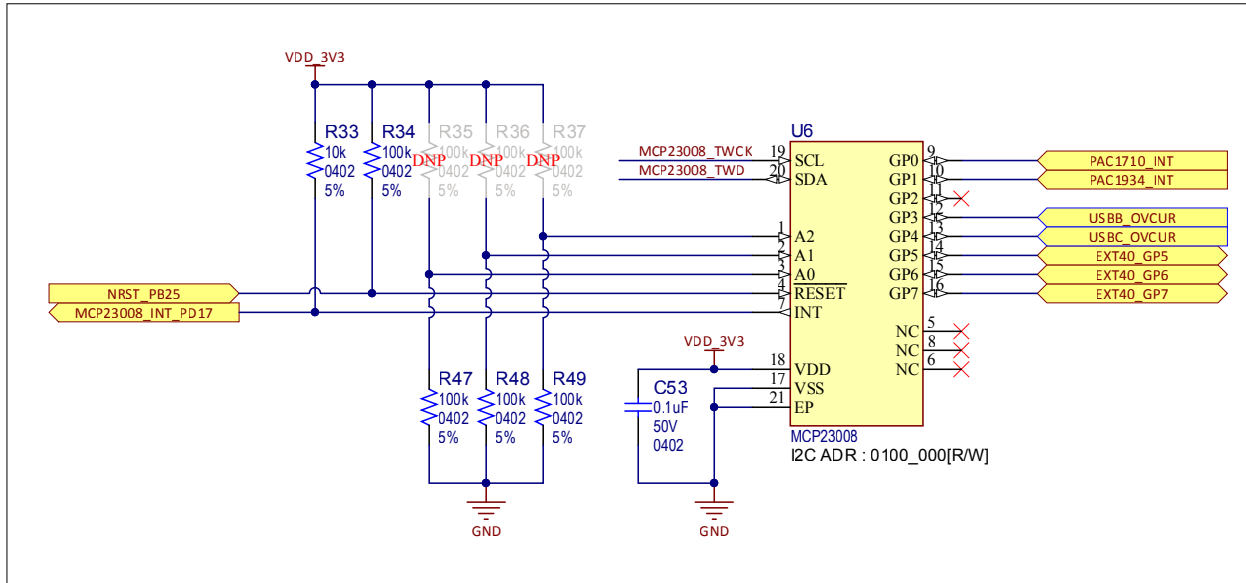 VDD_3V3
R33
10k
0402
5%
R34
100k
0402
5%
R35
100k
0402
5%
DNP
R36
100k
0402
5%
DNP
R37
100k
0402
5%
DNP
U6
MCP23008_TWCK
19
SCL
MCP23008_TWD
20
SDA
1
A2
2
A1
3
A0
4
RESET
7
INT
NRST_PB25
MCP23008_INT_PD17
9
GP0
PAC1710_INT
10
GP1
PAC1934_INT
11
GP2
12
GP3
USBB_OVCUR
13
GP4
USBC_OVCUR
14
GP5
EXT40_GP5
15
GP6
EXT40_GP6
16
GP7
EXT40_GP7
NC
5
NC
8
NC
6
VDD_3V3
18
VDD
17
VSS
21
EP
R47
100k
0402
5%
R48
100k
0402
5%
R49
100k
0402
5%
C53
0.1uF
50V
0402
MCP23008
I2C ADR : 0100_000[R/W]
GND
GND